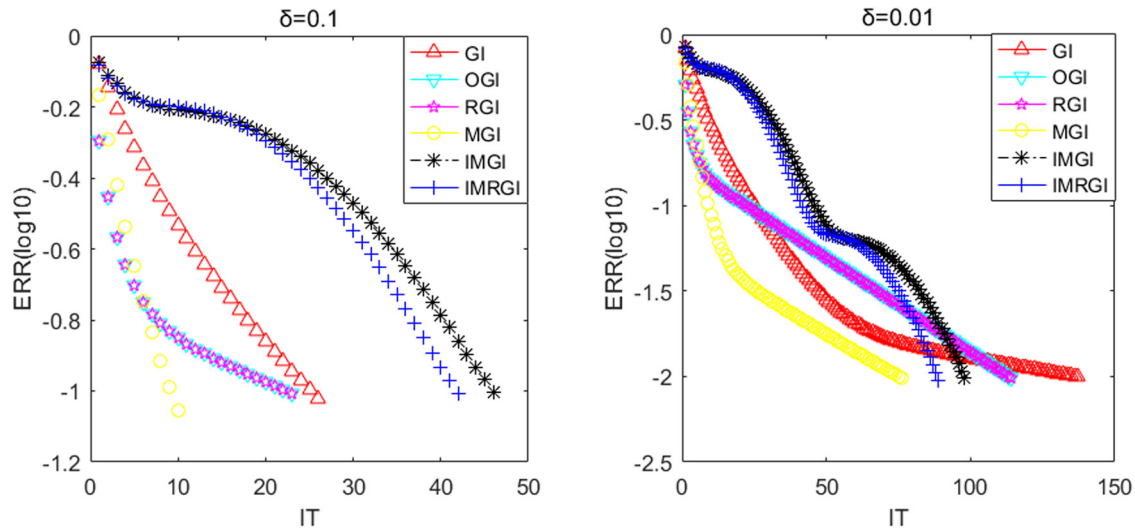 δ=0.1
0
-0.2
-0.4
-0.6
-0.8
-1
-1.2
ERR(log10)
0
10
20
30
40
50
IT
GI
OGI
RGI
MGI
IMGI
IMRGI
δ=0.01
0
-0.5
-1
-1.5
-2
-2.5
ERR(log10)
0
50
100
150
IT
GI
OGI
RGI
MGI
IMGI
IMRGI